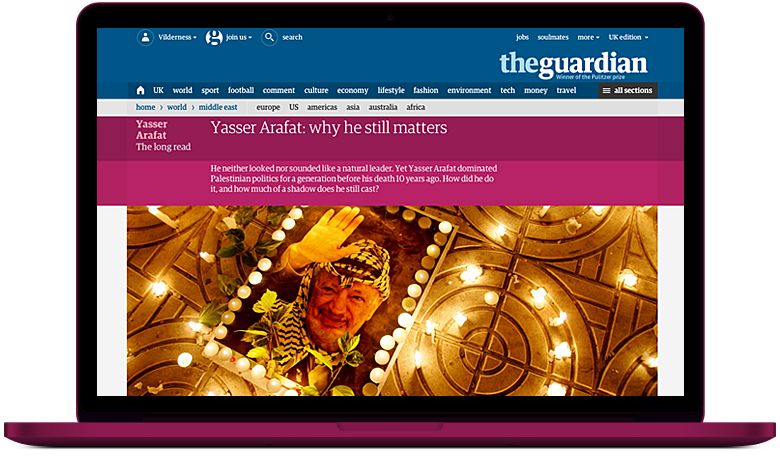 Vilderness join us search jobs soulmates more UK edition
theguardian
Winner of the Pulitzer prize
UK world sport football comment culture economy lifestyle fashion environment tech money travel all sections
home › world › middle east europe US americas asia australia africa
Yasser
Arafat
The long read
Yasser Arafat: why he still matters
He neither looked nor sounded like a natural leader. Yet Yasser Arafat dominated
Palestinian politics for a generation before his death 10 years ago. How did he do
it, and how much of a shadow does he still cast?